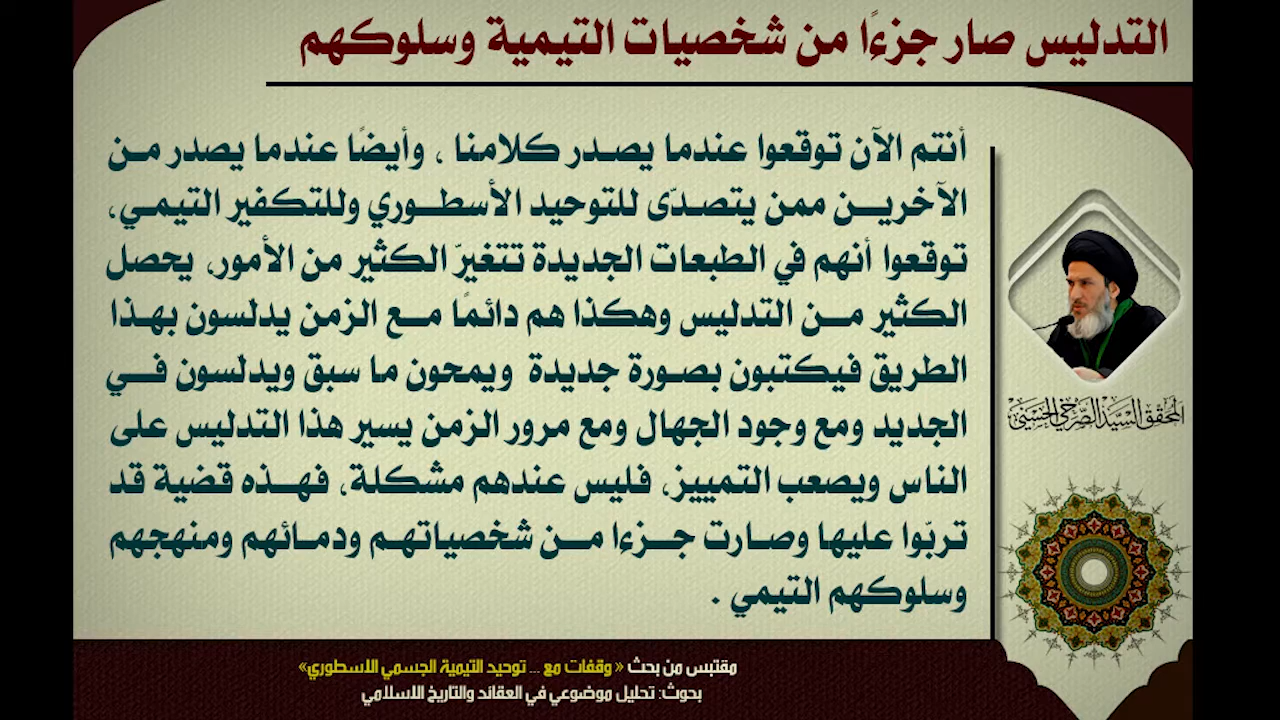 التدليس صار جزءًا من شخصيات التيمية وسلوكهم
أنتم الآن توقعوا عندما يصدر كلامنا ، وأيضًا عندما يصدر من
الآخرين ممن يتصدّى للتوحيد الأسطوري وللتكفير التيمي،
توقعوا أنهم في الطبعات الجديدة تتغيرّ الكثير من الأمور، يحصل
الكثير من التدليس وهكذا هم دائمًا مع الزمن يدلسون بهذا
الطريق فيكتبون بصورة جديدة ويمحون ما سبق ويدلّسون في
الجديد ومع وجود الجهال ومع مرور الزمن يسير هذا التدليس على
الناس ويصعب التمييز، فليس عندهم مشكلة، فهذه قضية قد
تربّوا عليها وصارت جزءا من شخصياتهم ودمائهم ومنهجهم
وسلوكهم التيمي .
المحقق السيد الصرخي الحسني
مقتبس من بحث « وقفات مع ... توحيد التيمية الجسمي الاسطوري»
بحوث: تحليل موضوعي في العقائد والتاريخ الاسلامي